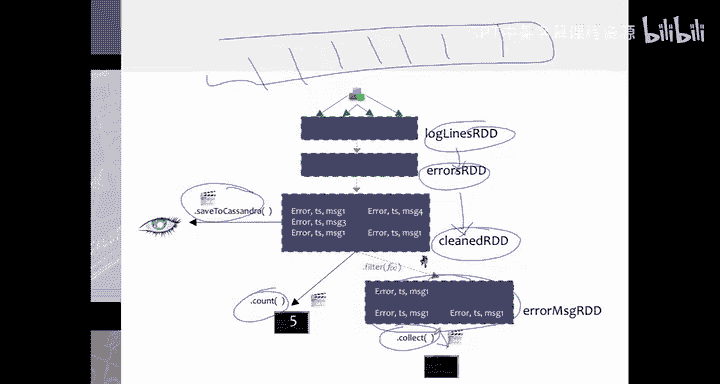 bilibili
logLinesRDD
errorsRDD
.saveToCassandra( )
Error, ts, msg1 Error, ts, msg4
Error, ts, msg3
Error, ts, msg1 Error, ts, msg1
cleanedRDD
.filter(f(x))
.count( )
5
Error, ts, msg1
Error, ts, msg1 Error, ts, msg1
errorMsgRDD
.collect( )